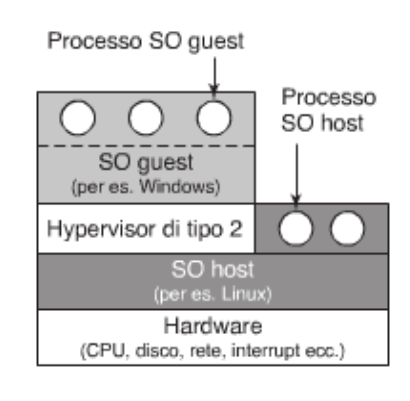 Processo SO guest
Processo
SO host
SO guest
(per es. Windows)
Hypervisor di tipo 2
SO host
(per es. Linux)
Hardware
(CPU, disco, rete, interrupt ecc.)